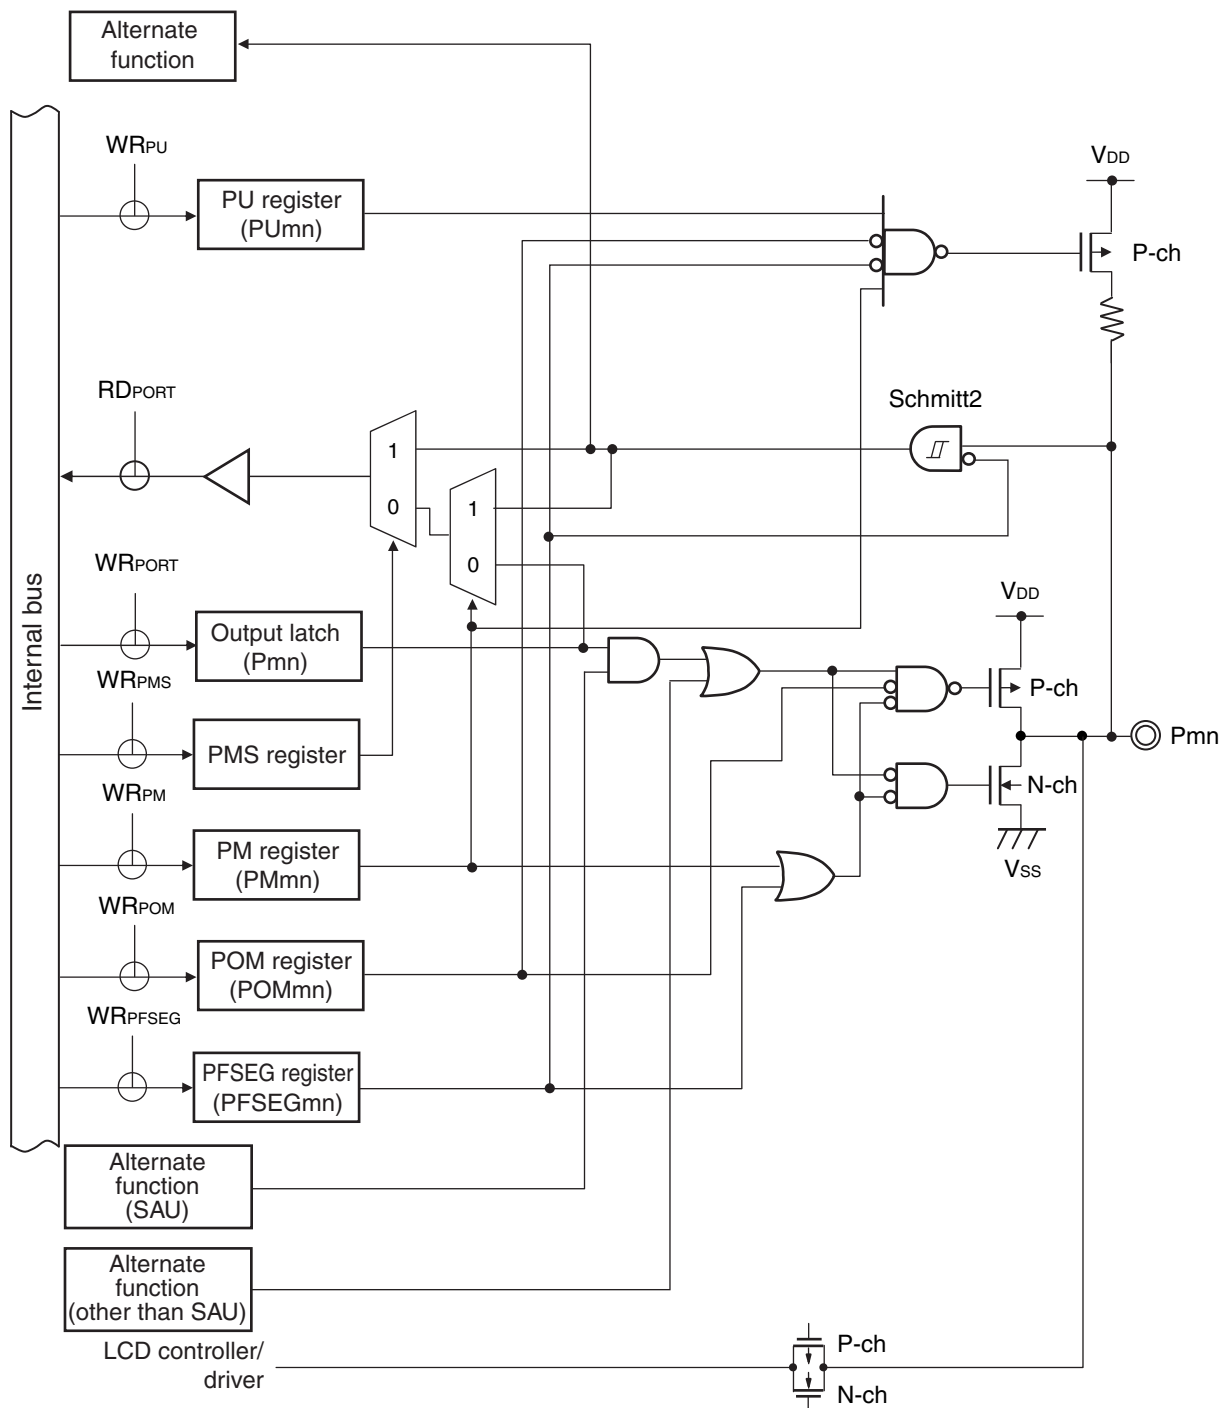 Alternate
function
WRPU
PU register
(PUmn)
VDD
P-ch
RDPORT
Schmitt2
1
0
1
0
Internal bus
WRPORT
Output latch
(Pmn)
VDD
P-ch
WRPMS
PMS register
Pmn
N-ch
VSS
WRPM
PM register
(PMmn)
WRPOM
POM register
(POMmn)
WRPFSEG
PFSEG register
(PFSEGmn)
Alternate
function
(SAU)
Alternate
function
(other than SAU)
LCD controller/
driver
P-ch
N-ch